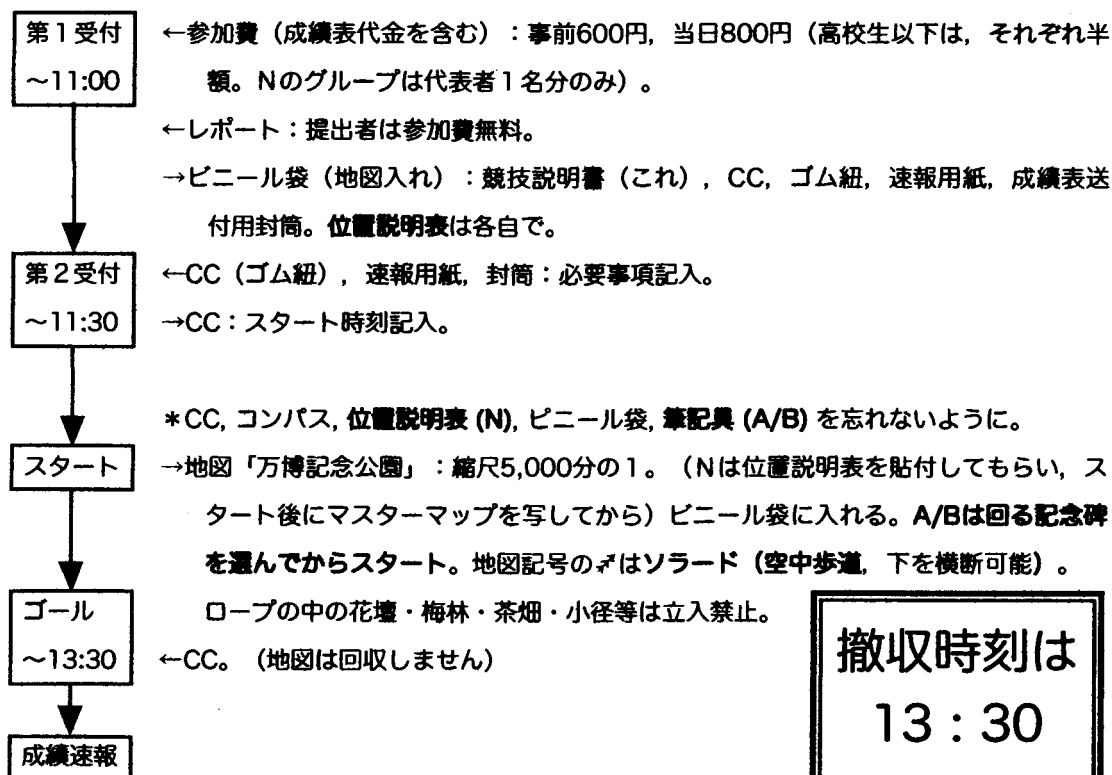 第1受付
~11:00
←参加費(成績表代金を含む):事前600円,当日800円(高校生以下は,それぞれ半
額。Nのグループは代表者1名分のみ)。
←レポート:提出者は参加費無料。
→ビニール袋(地図入れ):競技説明書(これ),CC,ゴム紐,速報用紙,成績表送
付用封筒。位置説明表は各自で。
第2受付
~11:30
←CC(ゴム紐),速報用紙,封筒:必要事項記入。
→CC:スタート時刻記入。
*CC, コンパス, 位置説明表 (N), ビニール袋, 筆記具 (A/B) を忘れないように。
スタート
→地図「万博記念公園」:縮尺5,000分の1。(Nは位置説明表を貼付してもらい,ス
タート後にマスターマップを写してから)ビニール袋に入れる。A/Bは回る記念碑
を選んでからスタート。地図記号の はソラード(空中歩道,下を横断可能)。
ゴール
~13:30
ロープの中の花壇・梅林・茶畑・小径等は立入禁止。
←CC。(地図は回収しません)
成績速報
撤収時刻は
13:30